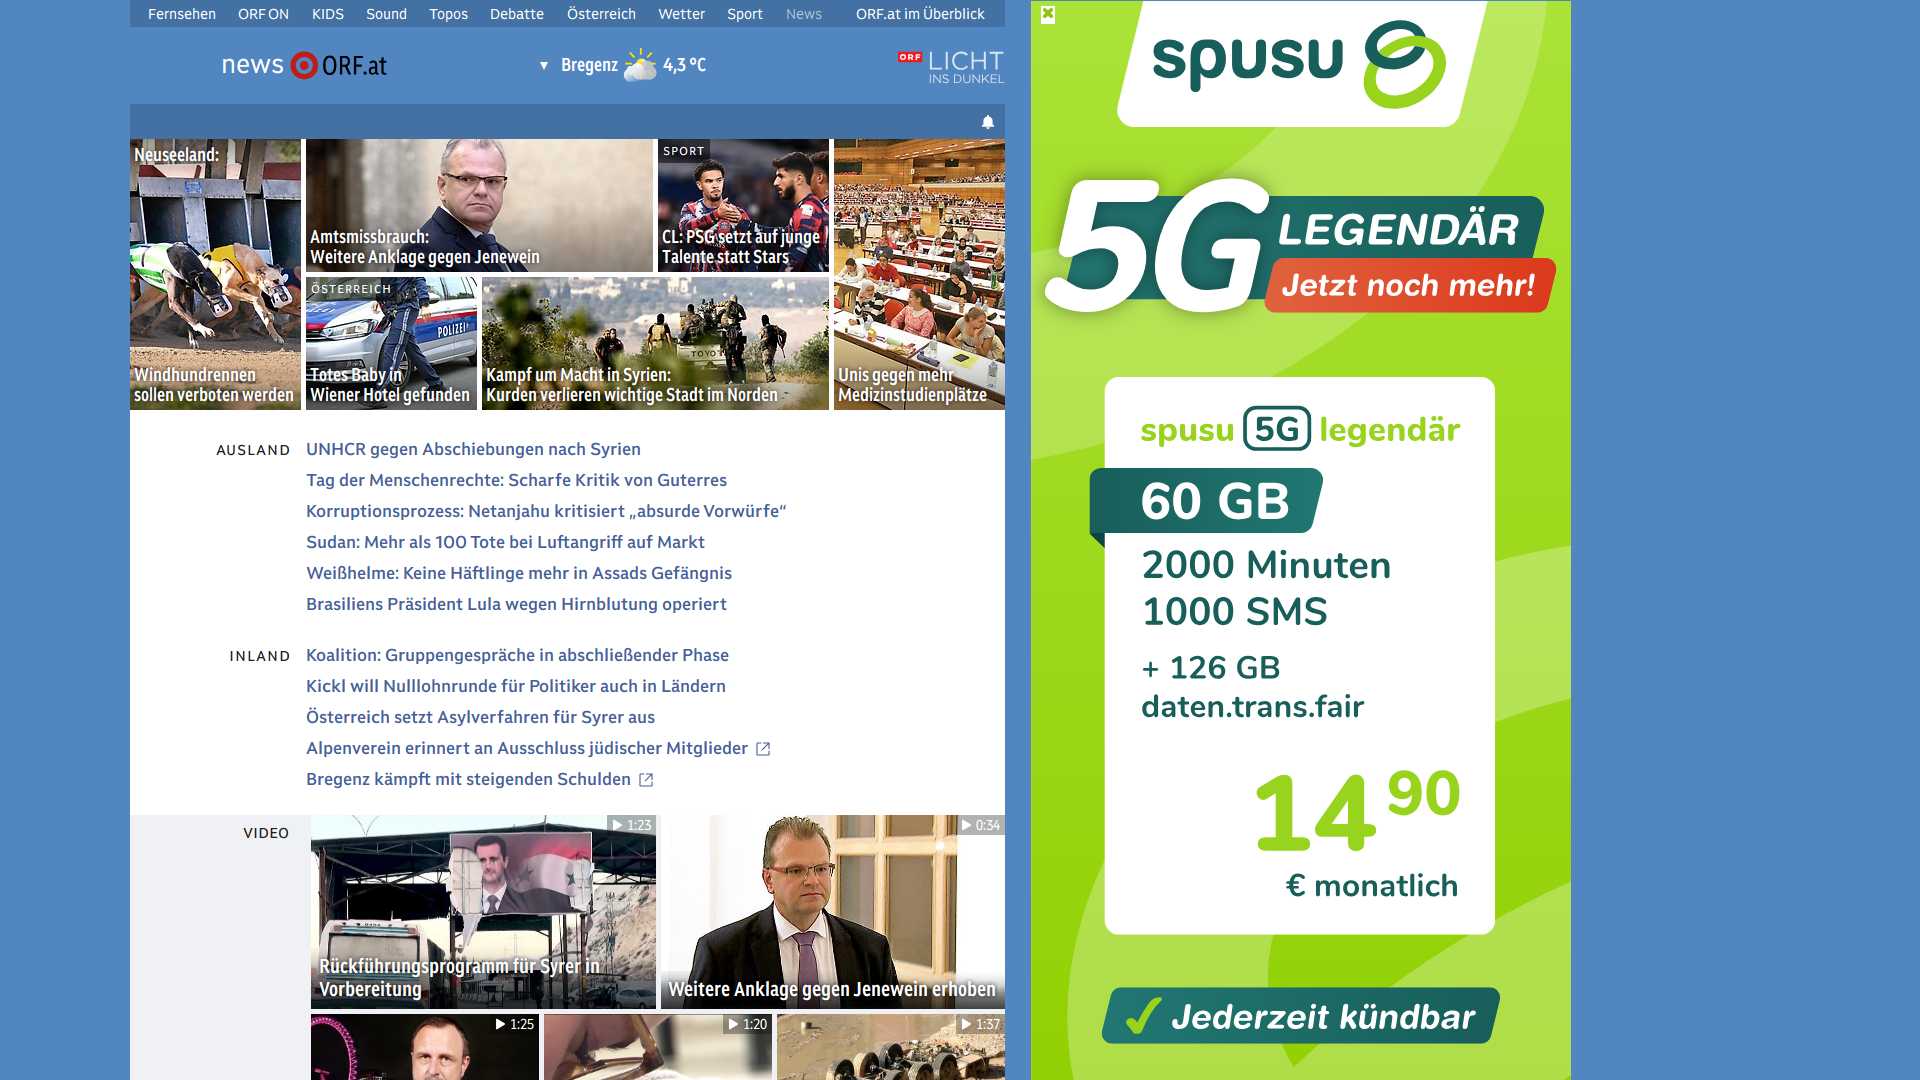 Fernsehen ORF ON KIDS Sound Topos Debatte Österreich Wetter Sport News ORF.at im Überblick
news ORF.at
▼ Bregenz 4,3 °C
ORF LICHT
INS DUNKEL
Neuseeland:
Windhundrennen
sollen verboten werden
Amtsmissbrauch:
Weitere Anklage gegen Jenewein
SPORT
CL: PSG setzt auf junge
Talente statt Stars
ÖSTERREICH
POLIZEI
Totes Baby in
Wiener Hotel gefunden
TOYO
Kampf um Macht in Syrien:
Kurden verlieren wichtige Stadt im Norden
Unis gegen mehr
Medizinstudienplätze
AUSLAND
UNHCR gegen Abschiebungen nach Syrien
Tag der Menschenrechte: Scharfe Kritik von Guterres
Korruptionsprozess: Netanjahu kritisiert „absurde Vorwürfe“
Sudan: Mehr als 100 Tote bei Luftangriff auf Markt
Weißhelme: Keine Häftlinge mehr in Assads Gefängnis
Brasiliens Präsident Lula wegen Hirnblutung operiert
INLAND
Koalition: Gruppengespräche in abschließender Phase
Kickl will Nulllohnrunde für Politiker auch in Ländern
Österreich setzt Asylverfahren für Syrer aus
Alpenverein erinnert an Ausschluss jüdischer Mitglieder
Bregenz kämpft mit steigenden Schulden
VIDEO
1:23
Rückführungsprogramm für Syrer in
Vorbereitung
0:34
Weitere Anklage gegen Jenewein erhoben
1:25
1:20
1:37
spusu
5G LEGENDÄR
Jetzt noch mehr!
spusu 5G legendär
60 GB
2000 Minuten
1000 SMS
+ 126 GB
daten.trans.fair
14 90
€ monatlich
✓ Jederzeit kündbar